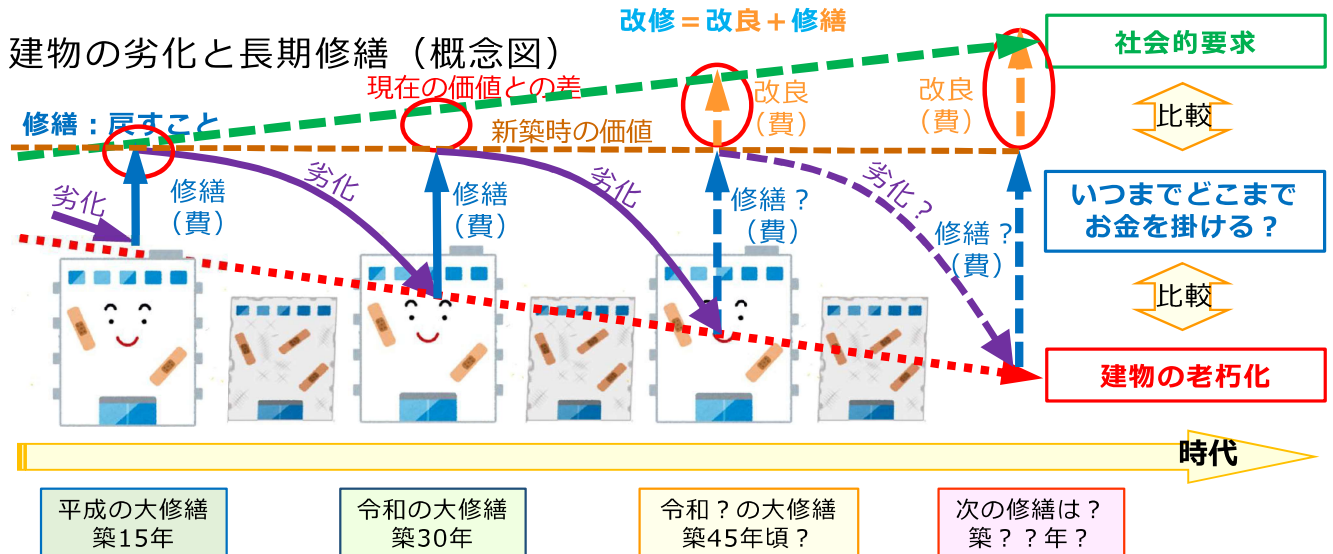 改修＝改良＋修繕
建物の劣化と長期修繕（概念図）
社会的要求
現在の価値との差
改良
（費）
改良
（費）
比較
修繕：戻すこと
新築時の価値
劣化
修繕
（費）
劣化
修繕
（費）
劣化
修繕？
（費）
劣化？
修繕？
（費）
いつまでどこまで
お金を掛ける？
比較
建物の老朽化
時代
平成の大修繕
築15年
令和の大修繕
築30年
令和？の大修繕
築45年頃？
次の修繕は？
築？？年？